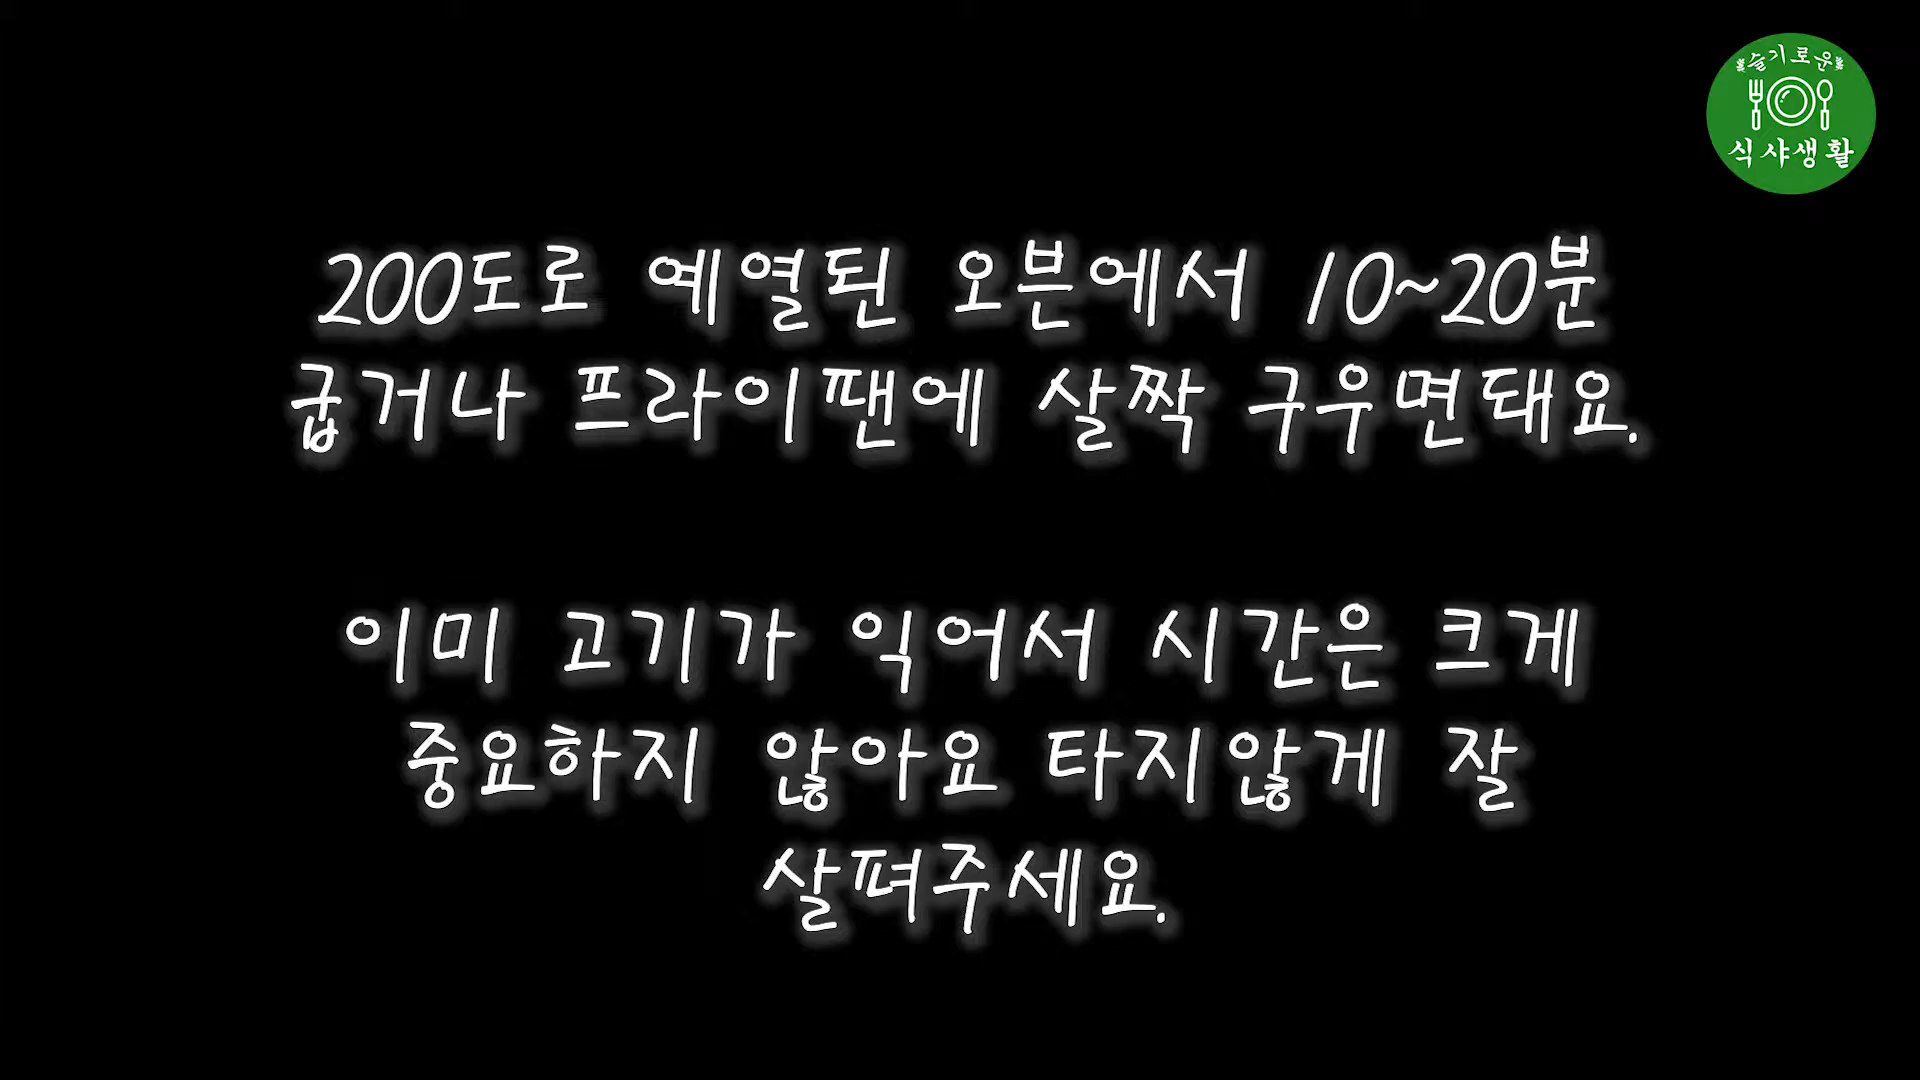 슬기로운
식샤생활
200도로 예열된 오븐에서 10~20분
굽거나 프라이팬에 살짝 구우면돼요.
이미 고기가 익어서 시간은 크게
중요하지 않아요 타지않게 잘
살펴주세요.